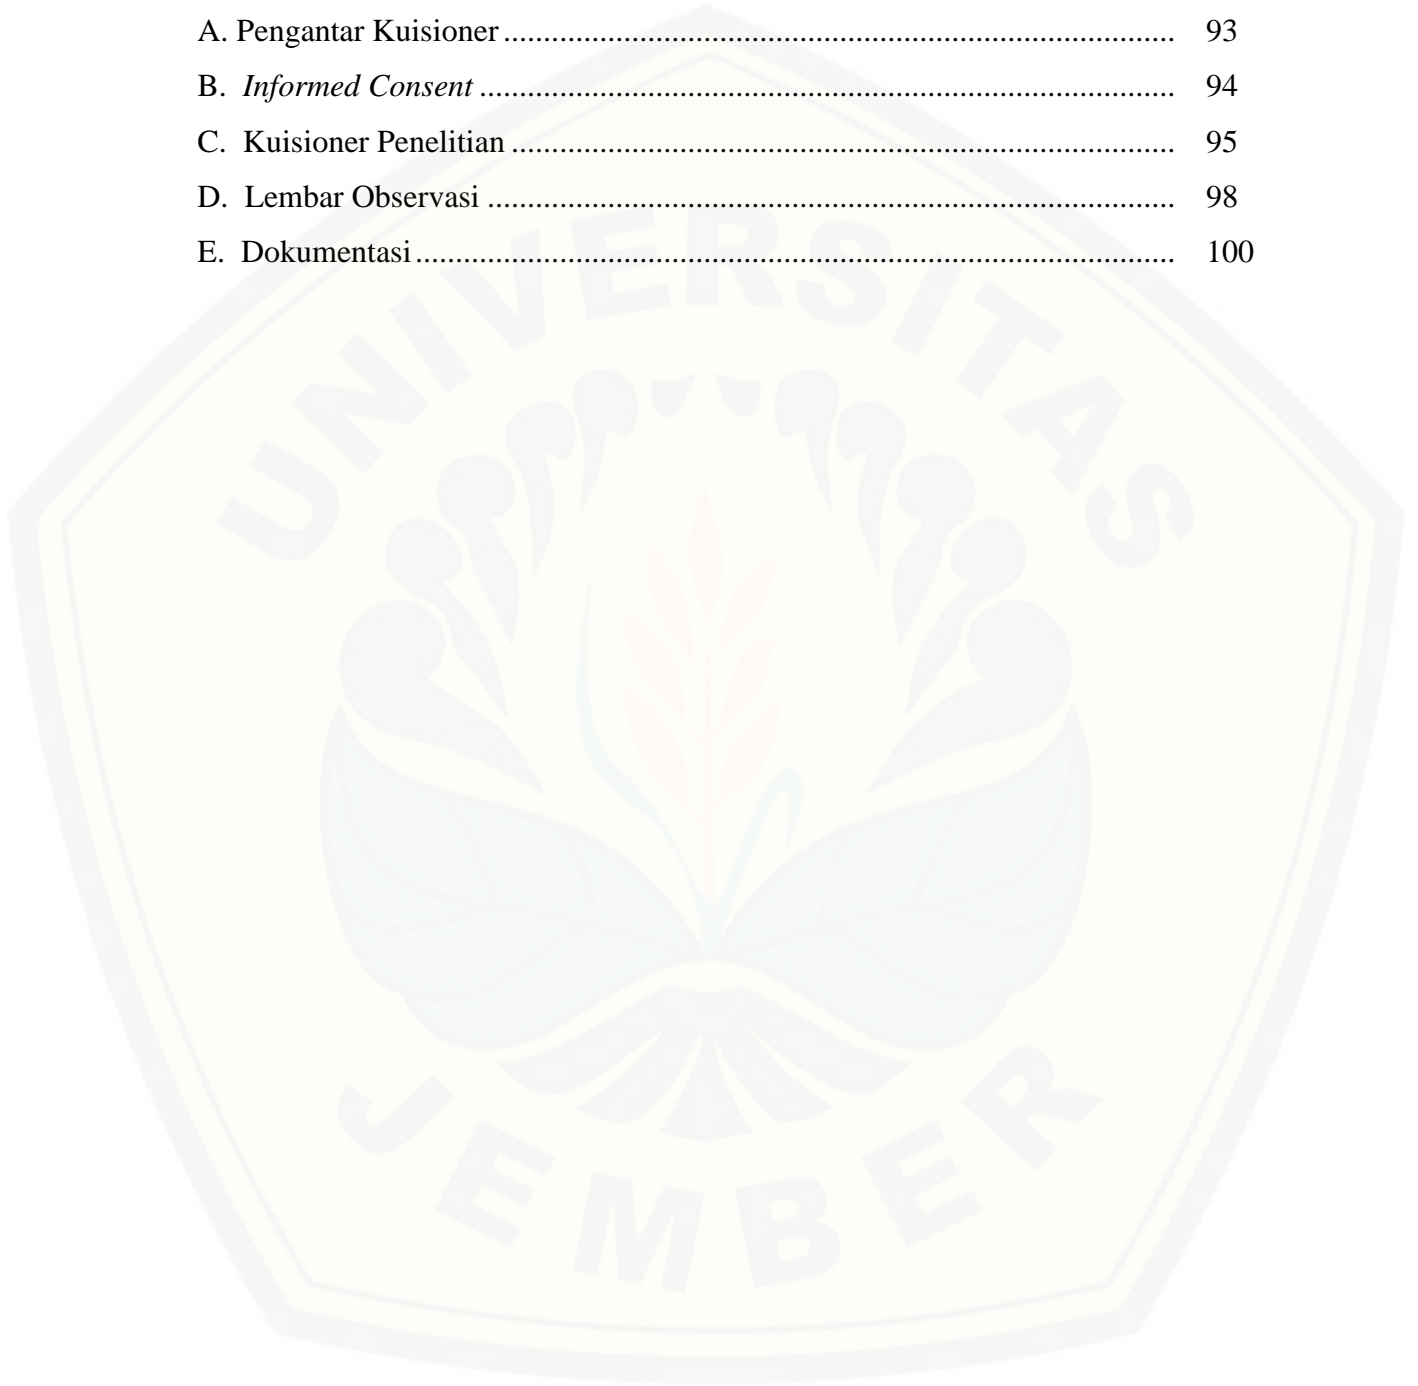 A. Pengantar Kuisioner .................................................................................... 93
B. Informed Consent ....................................................................................... 94
C. Kuisioner Penelitian ................................................................................... 95
D. Lembar Observasi ...................................................................................... 98
E. Dokumentasi ............................................................................................... 100
UNIVERSITAS
JEMBER